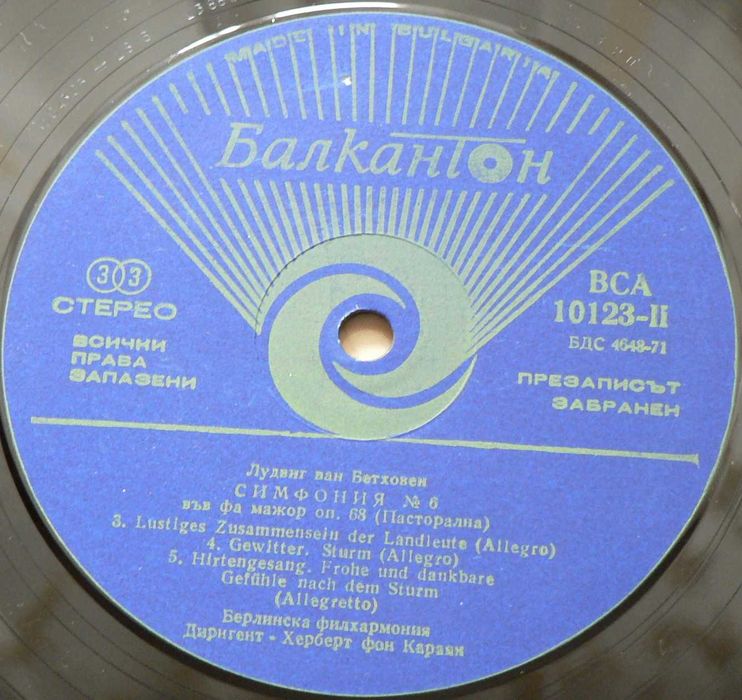 MADE IN BULGARIA
Балкантон
33
СТЕРЕО
ВСИЧКИ
ПРАВА
ЗАПАЗЕНИ
ВСА
10123-II
БДС 4648-71
ПРЕЗАПИСЪТ
ЗАБРАНЕН
Лудвиг ван Бетховен
СИМФОНИЯ № 6
във фа мажор оп. 68 (Пасторална)
3. Lustiges Zusammensein der Landleute (Allegro)
4. Gewitter. Sturm (Allegro)
5. Hirtengesang. Frohe und dankbare
Gefühle nach dem Sturm
(Allegretto)
Берлинска филхармония
Диригент - Херберт фон Караян